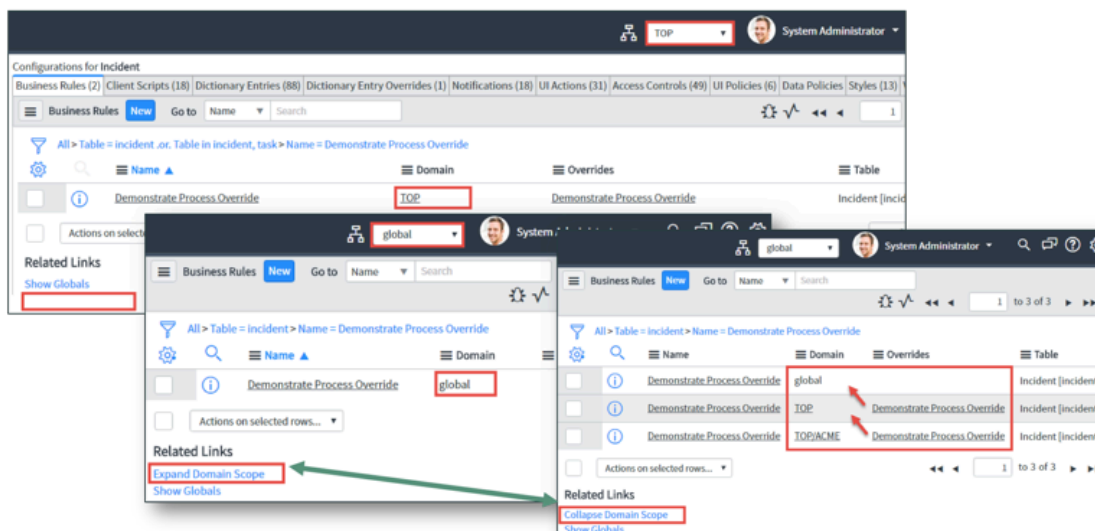 TOP System Administrator
Configurations for Incident
Business Rules (2) Client Scripts (18) Dictionary Entries (88) Dictionary Entry Overrides (1) Notifications (18) UI Actions (31) Access Controls (49) UI Policies (6) Data Policies Styles (13)
Business Rules New Go to Name Search 1
All > Table = incident .or. Table in incident, task > Name = Demonstrate Process Override
Name Domain Overrides Table
Demonstrate Process Override TOP Demonstrate Process Override Incident [incid
Actions on select
Related Links
Show Globals
global System
Business Rules New Go to Name Search
All > Table = incident > Name = Demonstrate Process Override
Name Domain
Demonstrate Process Override global
Actions on selected rows...
Related Links
Expand Domain Scope
Show Globals
global System Administrator
Business Rules New Go to Name Search
1 to 3 of 3
All > Table = incident > Name = Demonstrate Process Override
Name Domain Overrides Table
Demonstrate Process Override global Incident [incident
Demonstrate Process Override TOP Demonstrate Process Override Incident [incident
Demonstrate Process Override TOP/ACME Demonstrate Process Override Incident [incident
Actions on selected rows... 1 to 3 of 3
Related Links
Collapse Domain Scope
Show Globals